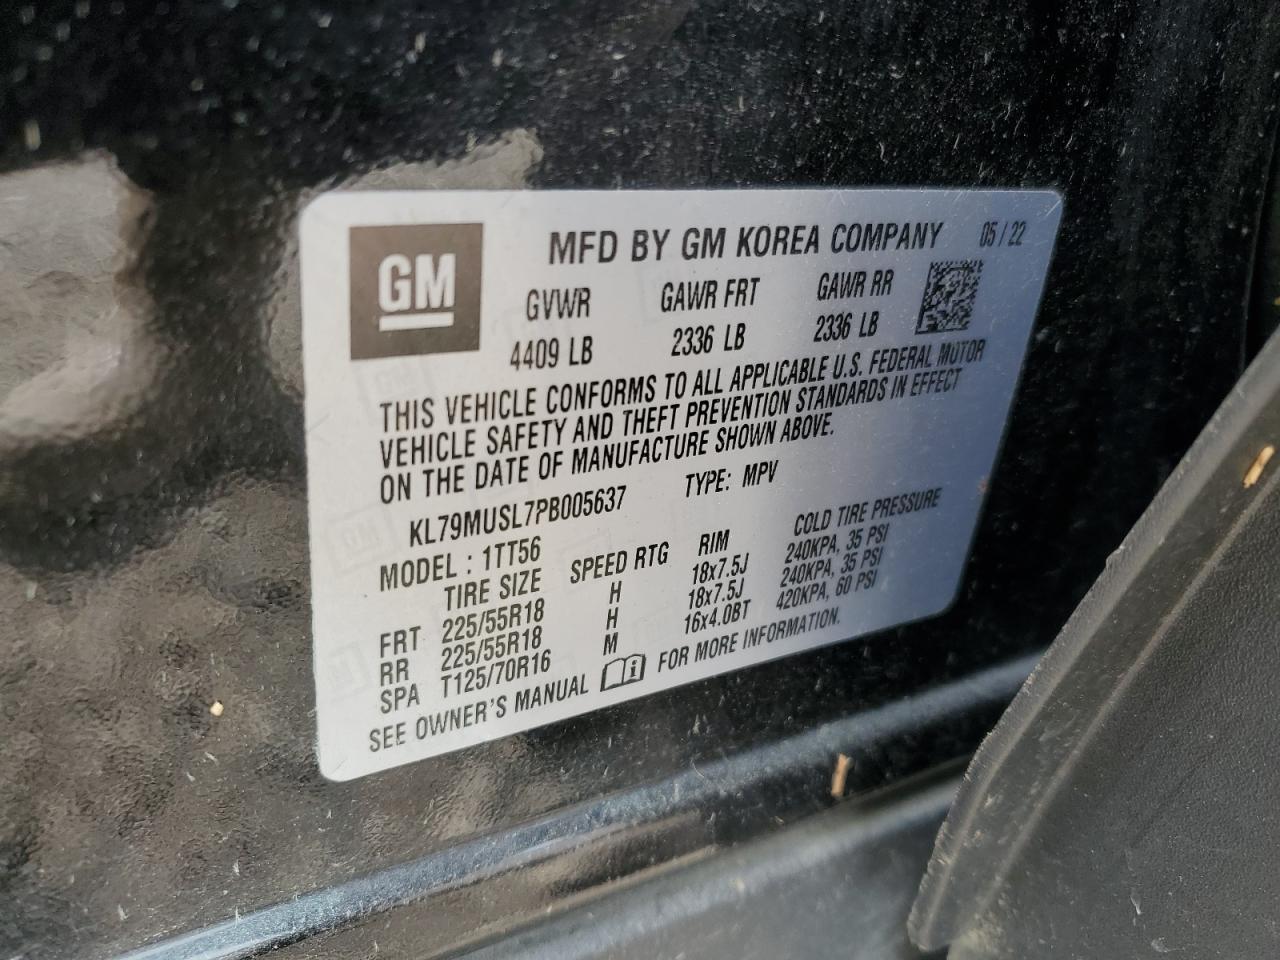 GM
MFD BY GM KOREA COMPANY 05/22
GVWR GAWR FRT GAWR RR
4409 LB 2336 LB 2336 LB
THIS VEHICLE CONFORMS TO ALL APPLICABLE U.S. FEDERAL MOTOR
VEHICLE SAFETY AND THEFT PREVENTION STANDARDS IN EFFECT
ON THE DATE OF MANUFACTURE SHOWN ABOVE.
KL79MUSL7PB005637 TYPE: MPV
MODEL : 1TT56
TIRE SIZE SPEED RTG RIM COLD TIRE PRESSURE
FRT 225/55R18 H 18x7.5J 240KPA, 35 PSI
RR 225/55R18 H 18x7.5J 240KPA, 35 PSI
SPA T125/70R16 M 16x4.0BT 420KPA, 60 PSI
SEE OWNER'S MANUAL FOR MORE INFORMATION.